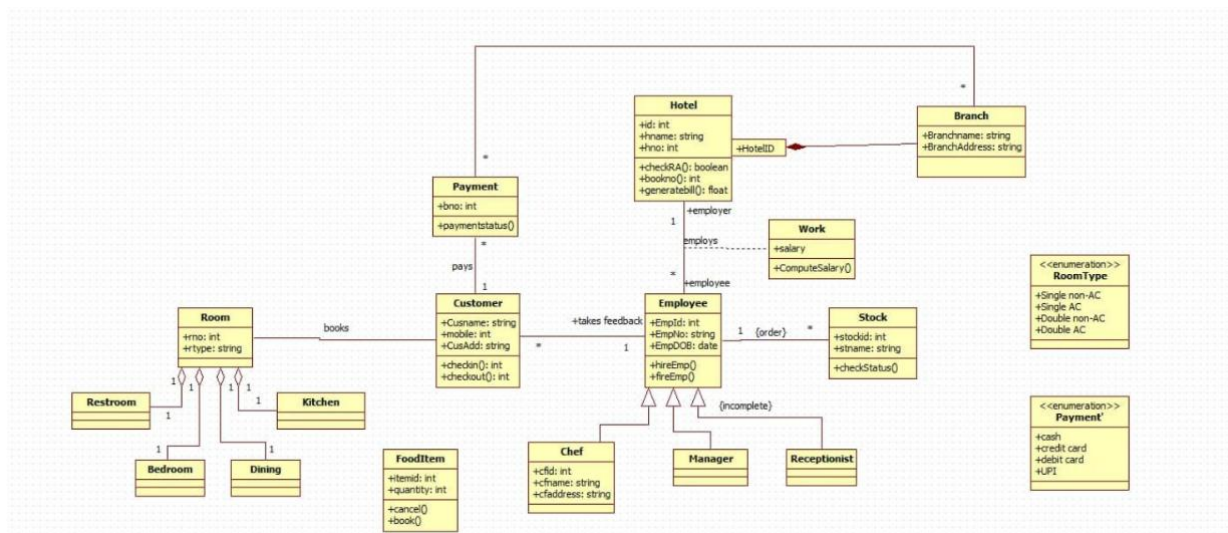 *
Hotel
+id: int
+hname: string
+hno: int
+checkRA(): boolean
+bookno(): int
+generatebill(): float
+HotelID
Branch
+Branchname: string
+BranchAddress: string
*
Payment
+bno: int
+paymentstatus()
*
pays
1
+employer
1
employs
*
+employee
Work
+salary
+ComputeSalary()
<<enumeration>>
RoomType
+Single non-AC
+Single AC
+Double non-AC
+Double AC
Room
+rno: int
+rtype: string
books
Customer
+Cusname: string
+mobile: int
+CusAdd: string
+checkin(): int
+checkout(): int
+takes feedback
*
1
Employee
+EmpId: int
+EmpNo: string
+EmpDOB: date
+hireEmp()
+fireEmp()
1
{order}
*
Stock
+stockid: int
+stname: string
+checkStatus()
1
1
1
1
Restroom
1
Kitchen
1
1
Bedroom
1
Dining
{incomplete}
FoodItem
+itemid: int
+quantity: int
+cancel()
+book()
Chef
+cfid: int
+cfname: string
+cfaddress: string
Manager
Receptionist
<<enumeration>>
Payment'
+cash
+credit card
+debit card
+UPI